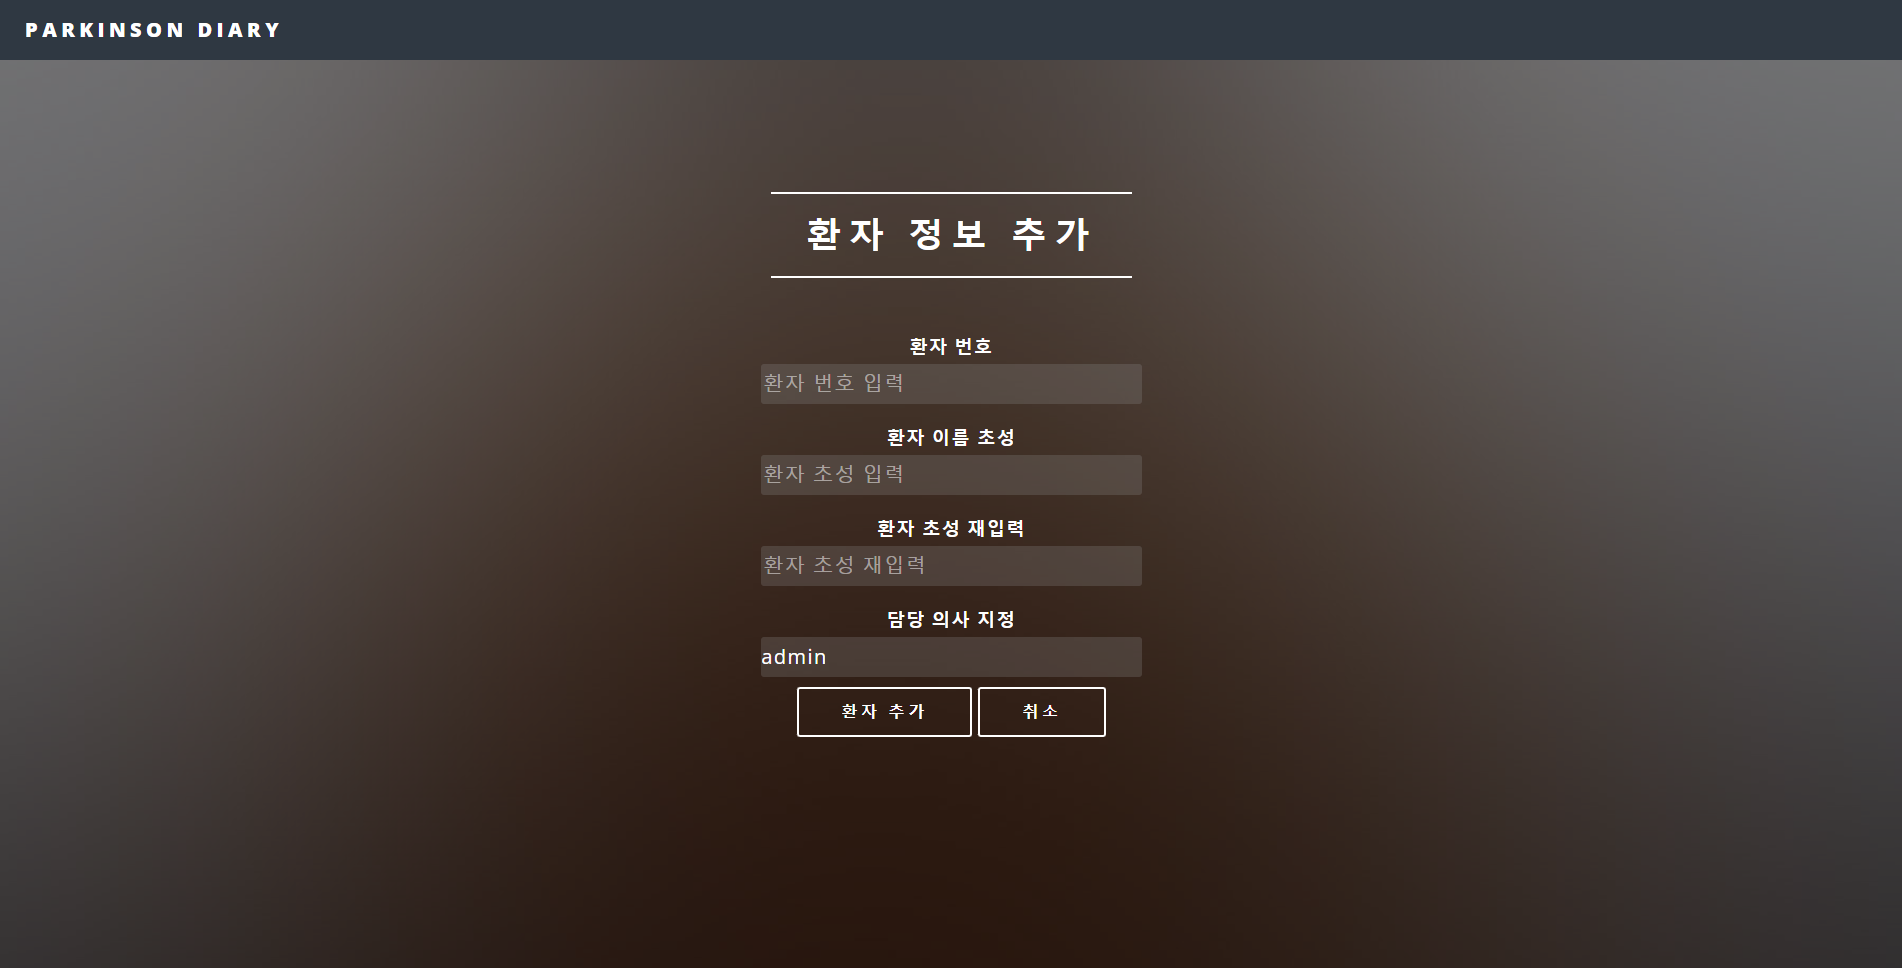 PARKINSON DIARY
환자 정보 추가
환자 번호
환자 번호 입력
환자 이름 초성
환자 초성 입력
환자 초성 재입력
환자 초성 재입력
담당 의사 지정
admin
환자 추가 취소